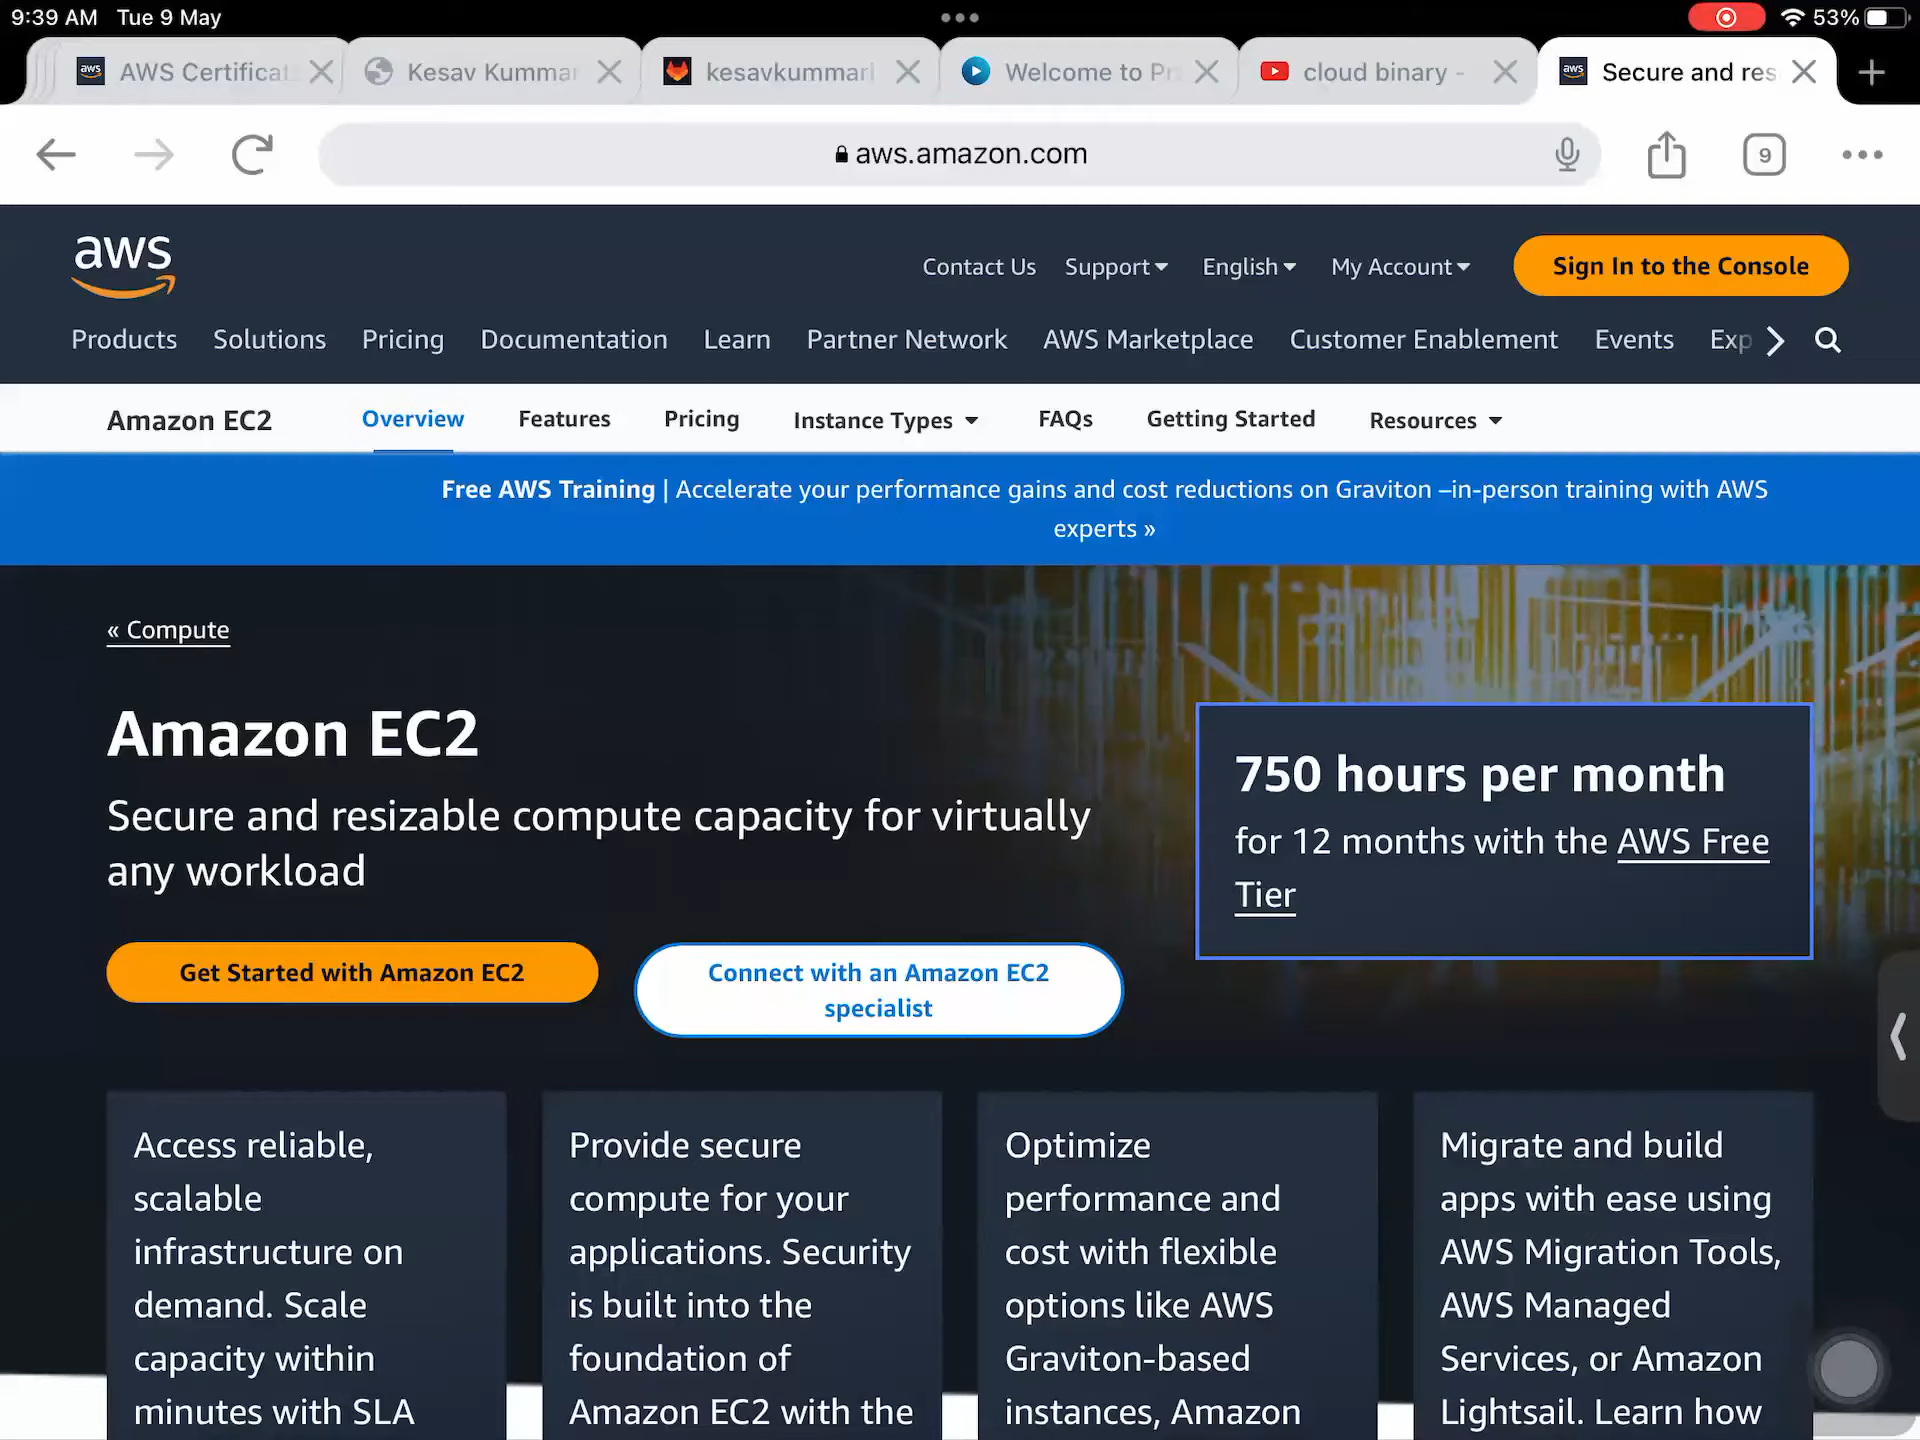 9:39 AM Tue 9 May
53%
AWS Certificat
Kesav Kummar
kesavkummari
Welcome to Pr
cloud binary -
Secure and res
aws.amazon.com
9
aws
Contact Us Support English My Account Sign In to the Console
Products Solutions Pricing Documentation Learn Partner Network AWS Marketplace Customer Enablement Events Exp
Amazon EC2 Overview Features Pricing Instance Types FAQs Getting Started Resources
Free AWS Training | Accelerate your performance gains and cost reductions on Graviton –in-person training with AWS
experts »
« Compute
Amazon EC2
Secure and resizable compute capacity for virtually
any workload
Get Started with Amazon EC2
Connect with an Amazon EC2
specialist
750 hours per month
for 12 months with the AWS Free
Tier
Access reliable,
scalable
infrastructure on
demand. Scale
capacity within
minutes with SLA
Provide secure
compute for your
applications. Security
is built into the
foundation of
Amazon EC2 with the
Optimize
performance and
cost with flexible
options like AWS
Graviton-based
instances, Amazon
Migrate and build
apps with ease using
AWS Migration Tools,
AWS Managed
Services, or Amazon
Lightsail. Learn how